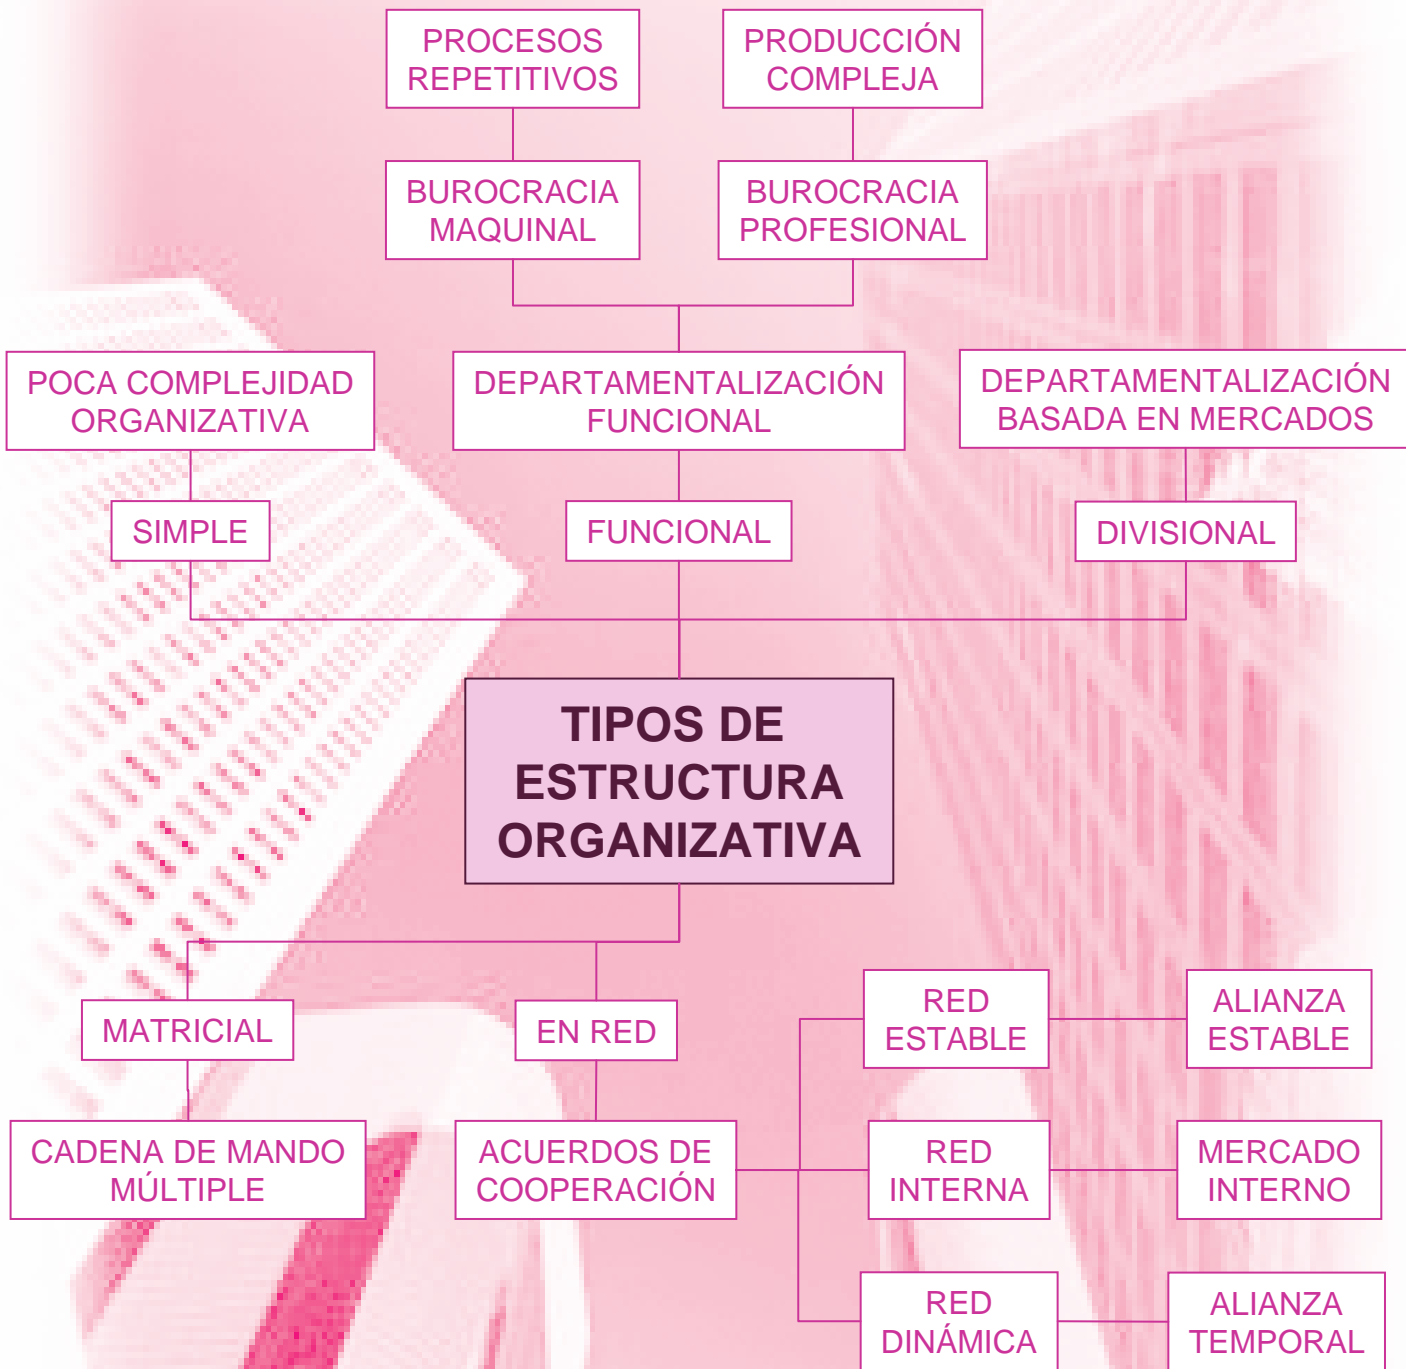 PROCESOS
REPETITIVOS
PRODUCCIÓN
COMPLEJA
BUROCRACIA
MAQUINAL
BUROCRACIA
PROFESIONAL
POCA COMPLEJIDAD
ORGANIZATIVA
DEPARTAMENTALIZACIÓN
FUNCIONAL
DEPARTAMENTALIZACIÓN
BASADA EN MERCADOS
SIMPLE
FUNCIONAL
DIVISIONAL
TIPOS DE
ESTRUCTURA
ORGANIZATIVA
MATRICIAL
EN RED
RED
ESTABLE
ALIANZA
ESTABLE
CADENA DE MANDO
MÚLTIPLE
ACUERDOS DE
COOPERACIÓN
RED
INTERNA
MERCADO
INTERNO
RED
DINÁMICA
ALIANZA
TEMPORAL